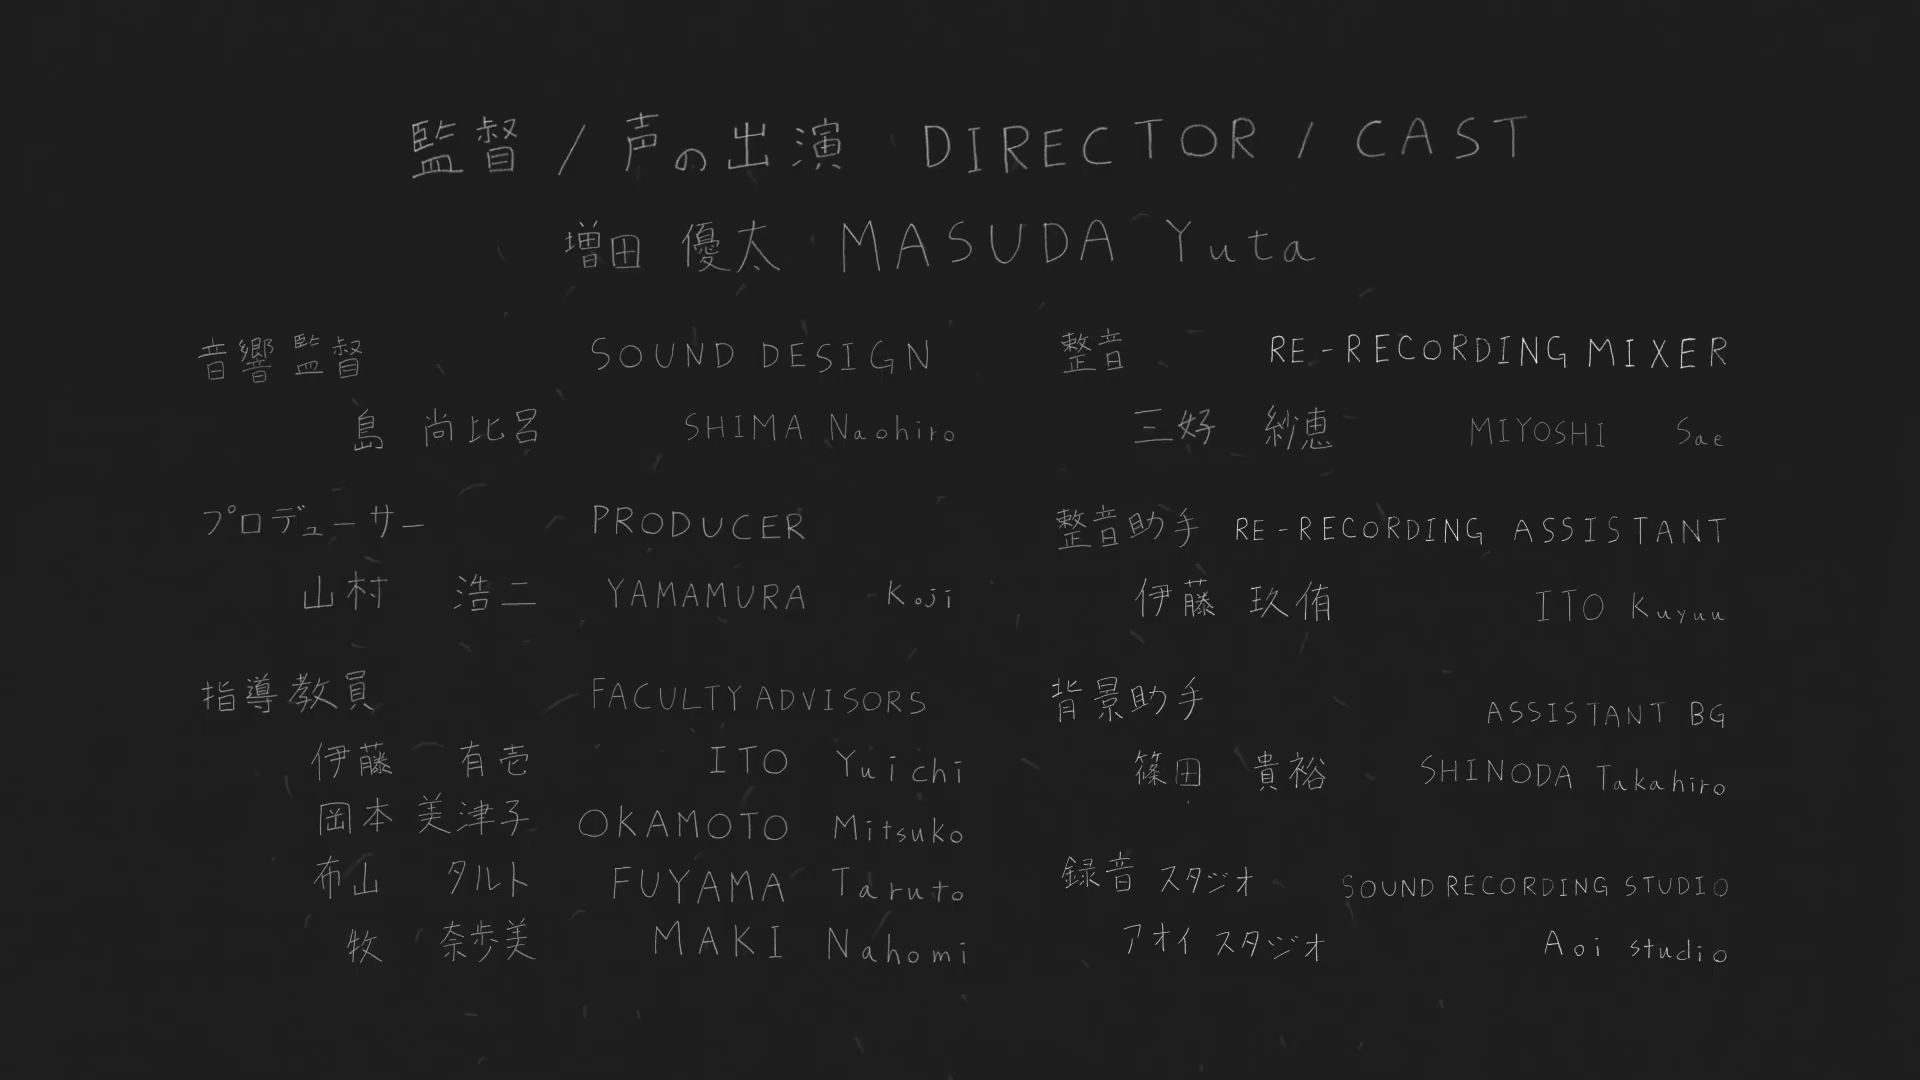 監督 / 声の出演 DIRECTOR / CAST
増田 優太 MASUDA Yuta
音響監督 SOUND DESIGN
島 尚比呂 SHIMA Naohiro
プロデューサー PRODUCER
山村 浩二 YAMAMURA Koji
指導教員 FACULTY ADVISORS
伊藤 有壱 ITO Yuichi
岡本 美津子 OKAMOTO Mitsuko
布山 タルト FUYAMA Taruto
牧 奈歩美 MAKI Nahomi
整音 RE-RECORDING MIXER
三好 紗恵 MIYOSHI Sae
整音助手 RE-RECORDING ASSISTANT
伊藤 玖侑 ITO Kuyuu
背景助手 ASSISTANT BG
篠田 貴裕 SHINODA Takahiro
録音スタジオ SOUND RECORDING STUDIO
アオイスタジオ Aoi studio